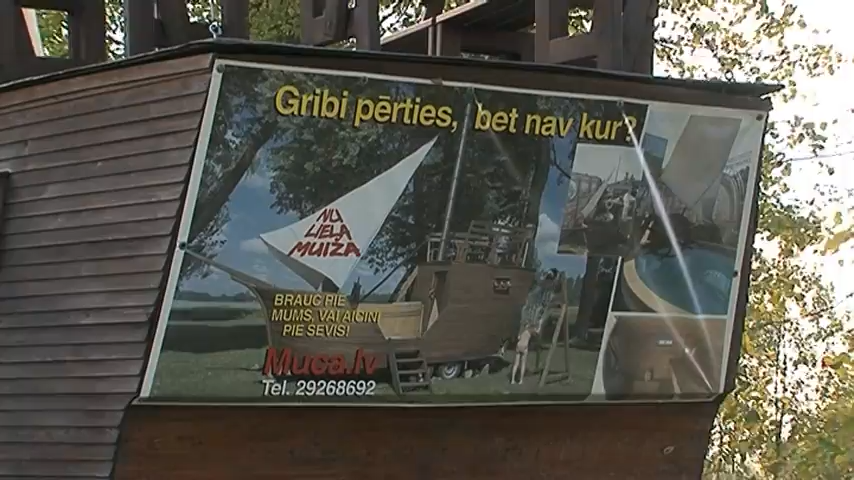 Gribi pērties, bet nav kur?
NU
LIELA
MUIŽA
BRAUC PIE
MUMS, VAI AICINI
PIE SEVIS!
Muca.lv
Tel. 29268692